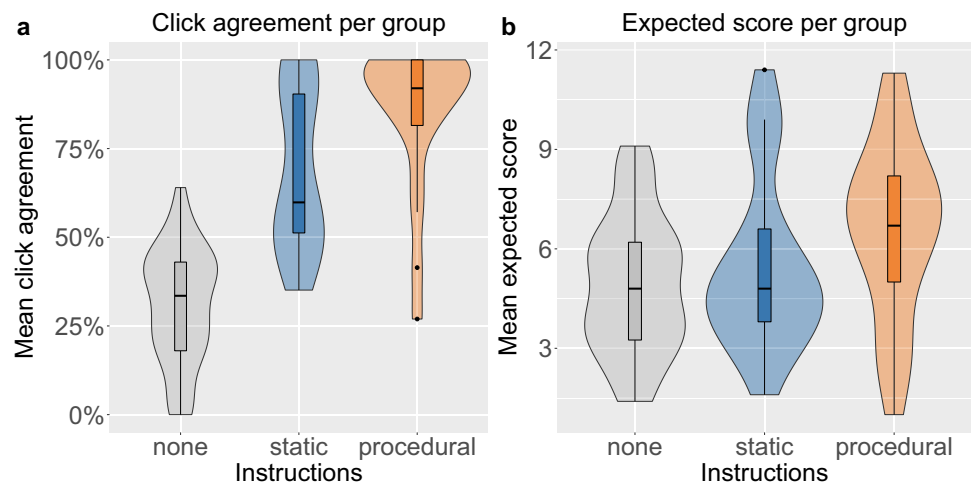 a
Click agreement per group
Mean click agreement
100%
75%
50%
25%
0%
none
static
procedural
Instructions
b
Expected score per group
Mean expected score
12
9
6
3
none
static
procedural
Instructions